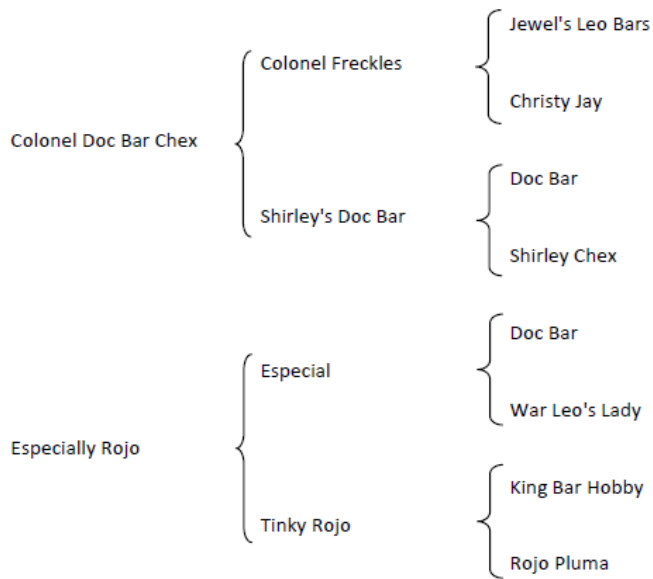 Jewel's Leo Bars
Colonel Freckles
Christy Jay
Colonel Doc Bar Chex
Doc Bar
Shirley's Doc Bar
Shirley Chex
Doc Bar
Especial
War Leo's Lady
Especially Rojo
King Bar Hobby
Tinky Rojo
Rojo Pluma